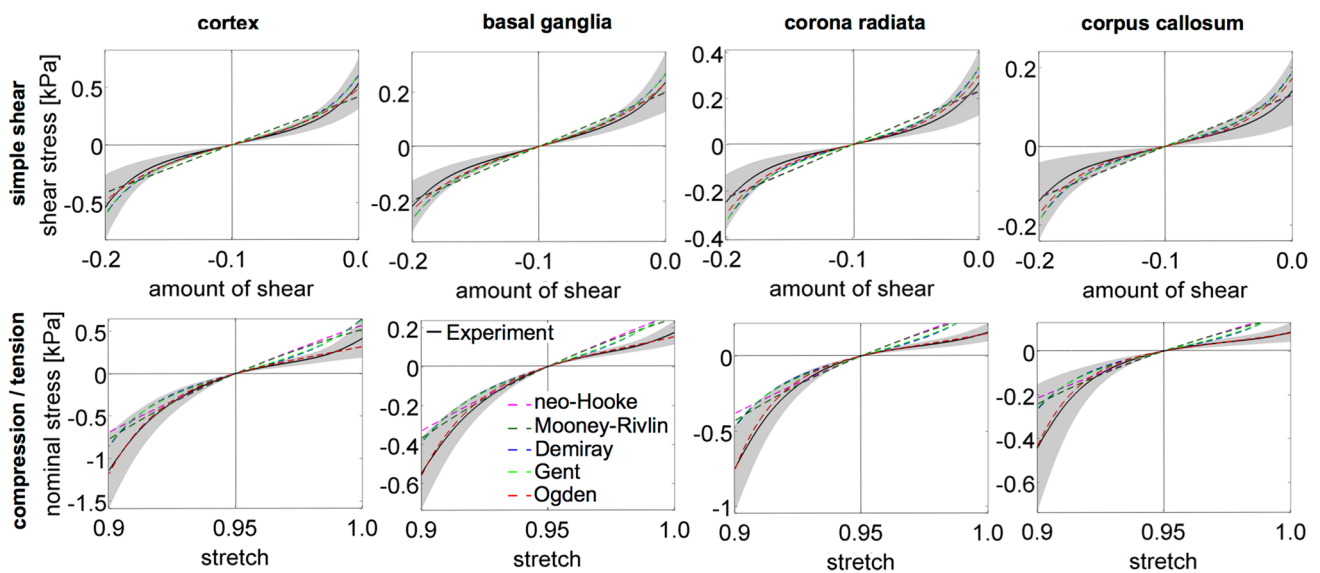 cortex
basal ganglia
corona radiata
corpus callosum
simple shear
shear stress [kPa]
0.5
0
-0.5
-0.2
-0.1
0.0
amount of shear
0.2
0
-0.2
-0.2
-0.1
0.0
amount of shear
0.4
0.2
0
-0.2
-0.4
-0.2
-0.1
0.0
amount of shear
0.2
0
-0.2
-0.2
-0.1
0.0
amount of shear
compression / tension
nominal stress [kPa]
0.5
0
-0.5
-1
-1.5
0.9
0.95
1.0
stretch
0.2
0
-0.2
-0.4
-0.6
Experiment
neo-Hooke
Mooney-Rivlin
Demiray
Gent
Ogden
0.9
0.95
1.0
stretch
0
-0.5
-1
0.9
0.95
1.0
stretch
0
-0.2
-0.4
-0.6
0.9
0.95
1.0
stretch